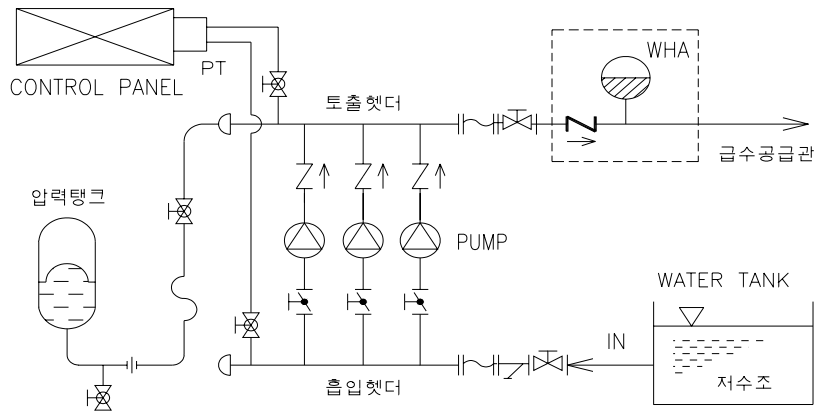 WHA
PT
CONTROL PANEL
토출헷더
급수공급관
압력탱크
PUMP
WATER TANK
IN
저수조
흡입헷더